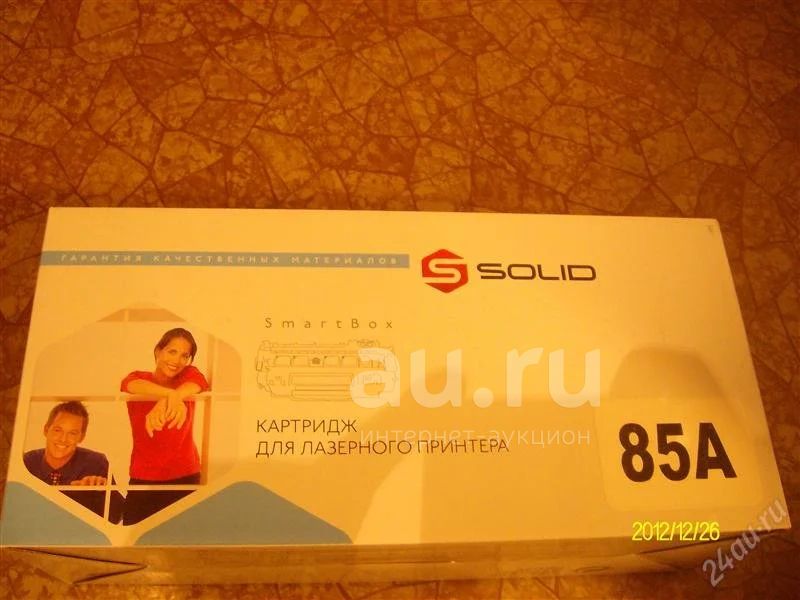 ГАРАНТИЯ КАЧЕСТВЕННЫХ МАТЕРИАЛОВ
SOLID
SmartBox
au.ru
интернет-аукцион
КАРТРИДЖ
ДЛЯ ЛАЗЕРНОГО ПРИНТЕРА
85A
2012/12/26
24au.ru